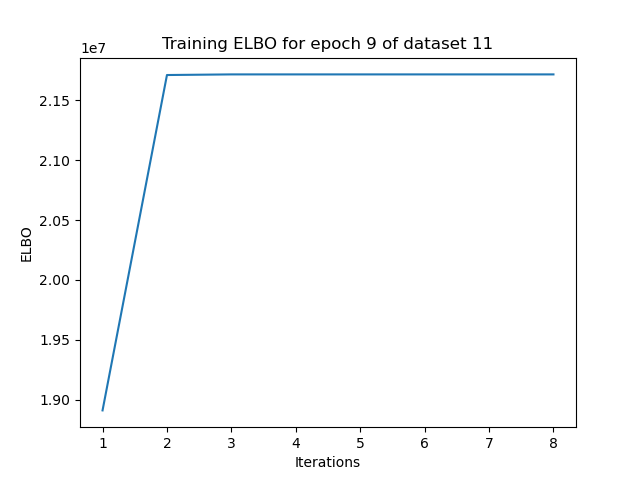 Training ELBO for epoch 9 of dataset 11
1e7
2.15
2.10
2.05
2.00
1.95
1.90
ELBO
1 2 3 4 5 6 7 8
Iterations